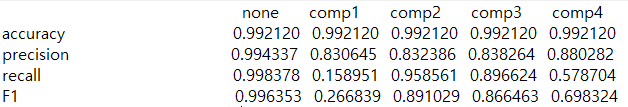 none comp1 comp2 comp3 comp4
accuracy 0.992120 0.992120 0.992120 0.992120 0.992120
precision 0.994337 0.830645 0.832386 0.838264 0.880282
recall 0.998378 0.158951 0.958561 0.896624 0.578704
F1 0.996353 0.266839 0.891029 0.866463 0.698324